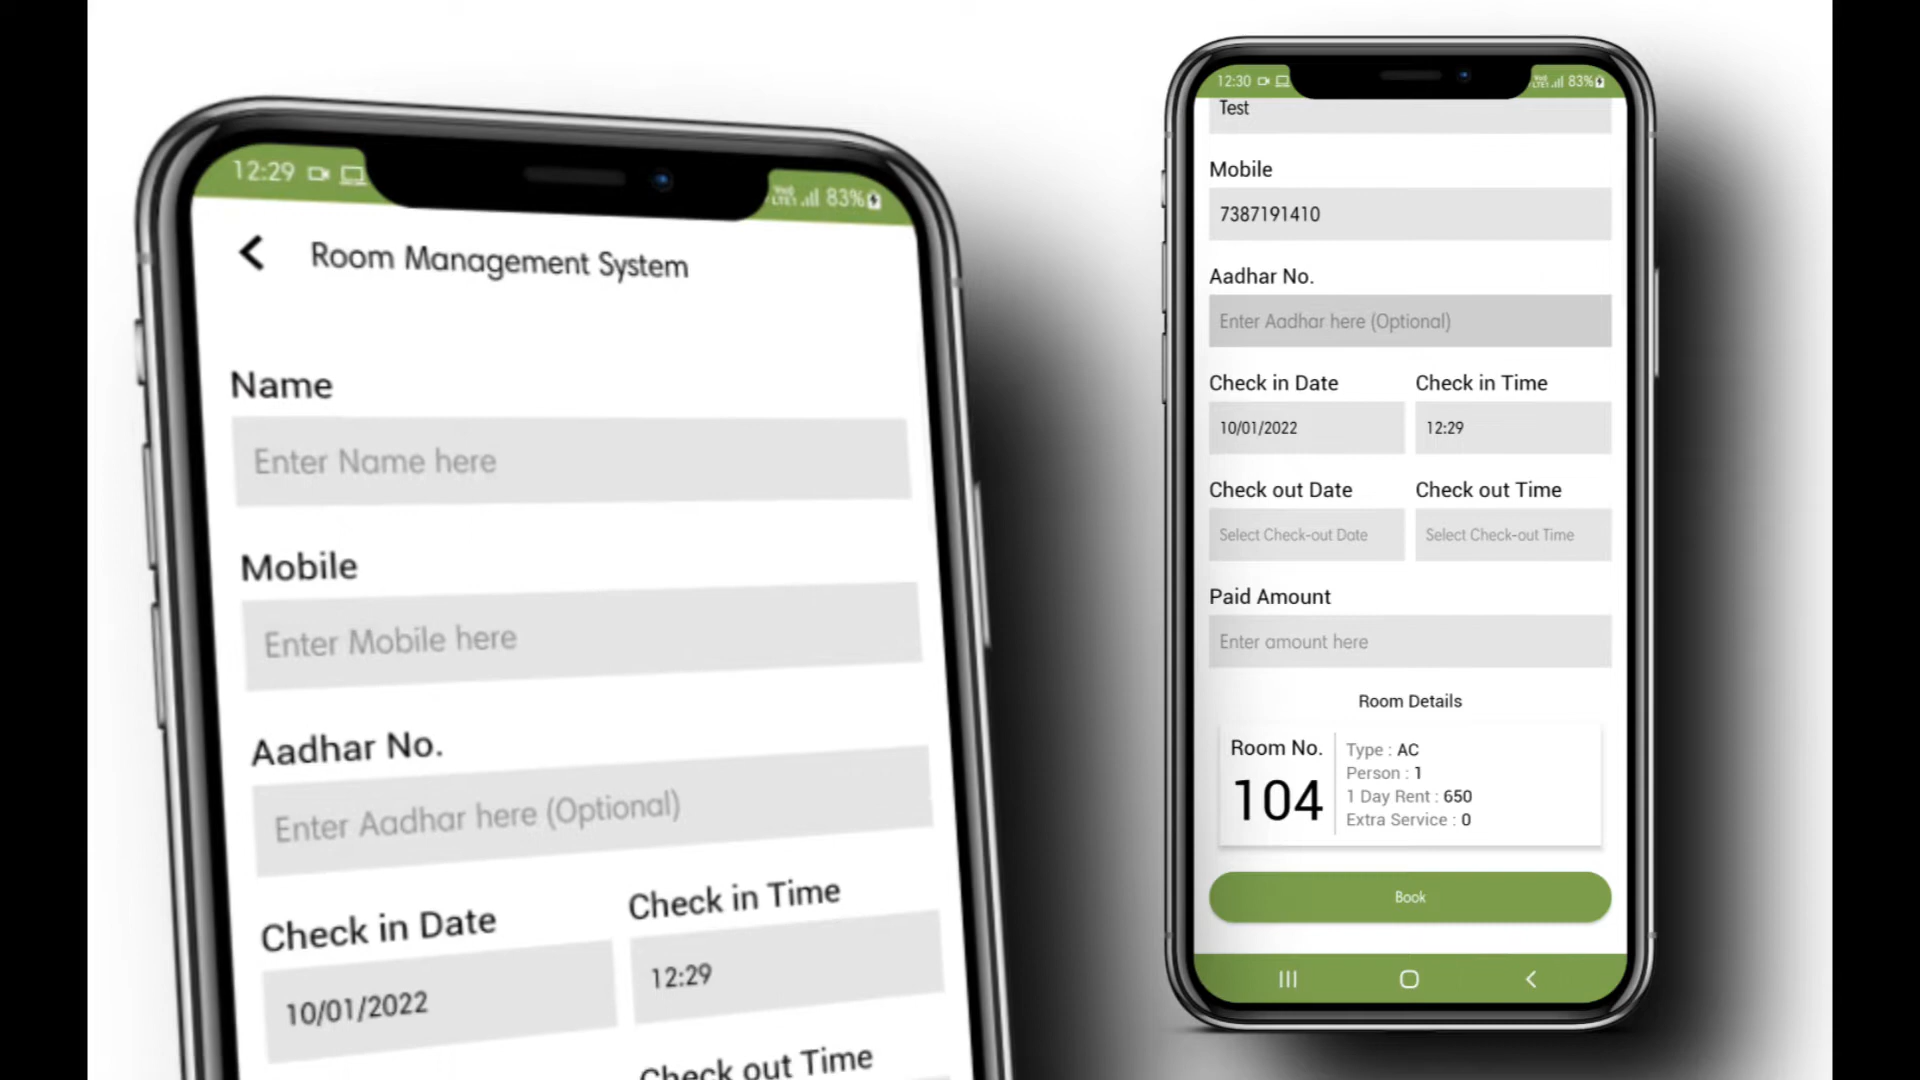 12:29
83%
Room Management System
Name
Enter Name here
Mobile
Enter Mobile here
Aadhar No.
Enter Aadhar here (Optional)
Check in Date
Check in Time
10/01/2022
12:29
Check out Time
12:30
83%
Test
Mobile
7387191410
Aadhar No.
Enter Aadhar here (Optional)
Check in Date
Check in Time
10/01/2022
12:29
Check out Date
Check out Time
Select Check-out Date
Select Check-out Time
Paid Amount
Enter amount here
Room Details
Room No.
104
Type : AC
Person : 1
1 Day Rent : 650
Extra Service : 0
Book